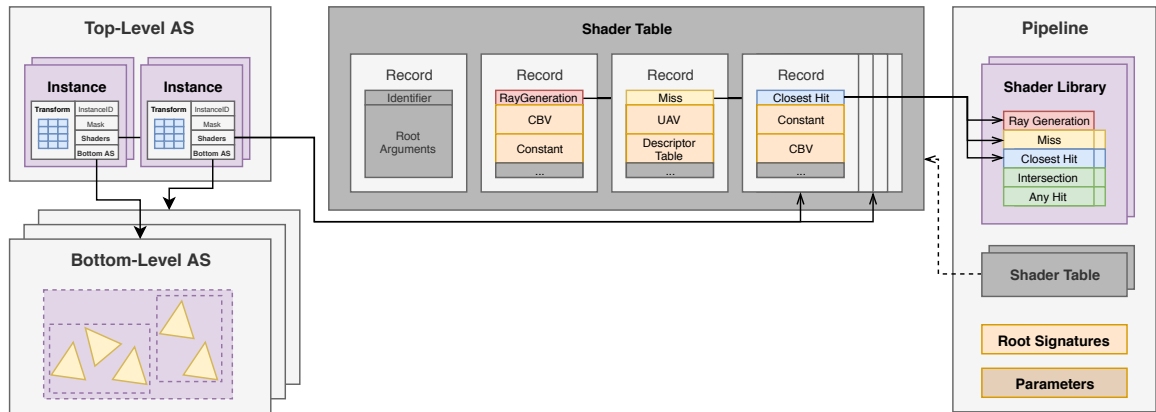 Top-Level AS
Instance
Transform
InstanceID
Mask
Shaders
Bottom AS
Instance
Transform
InstanceID
Mask
Shaders
Bottom AS
Bottom-Level AS
Shader Table
Record
Identifier
Root
Arguments
Record
RayGeneration
CBV
Constant
...
Record
Miss
UAV
Descriptor
Table
...
Record
Closest Hit
Constant
CBV
...
Pipeline
Shader Library
Ray Generation
Miss
Closest Hit
Intersection
Any Hit
Shader Table
Root Signatures
Parameters